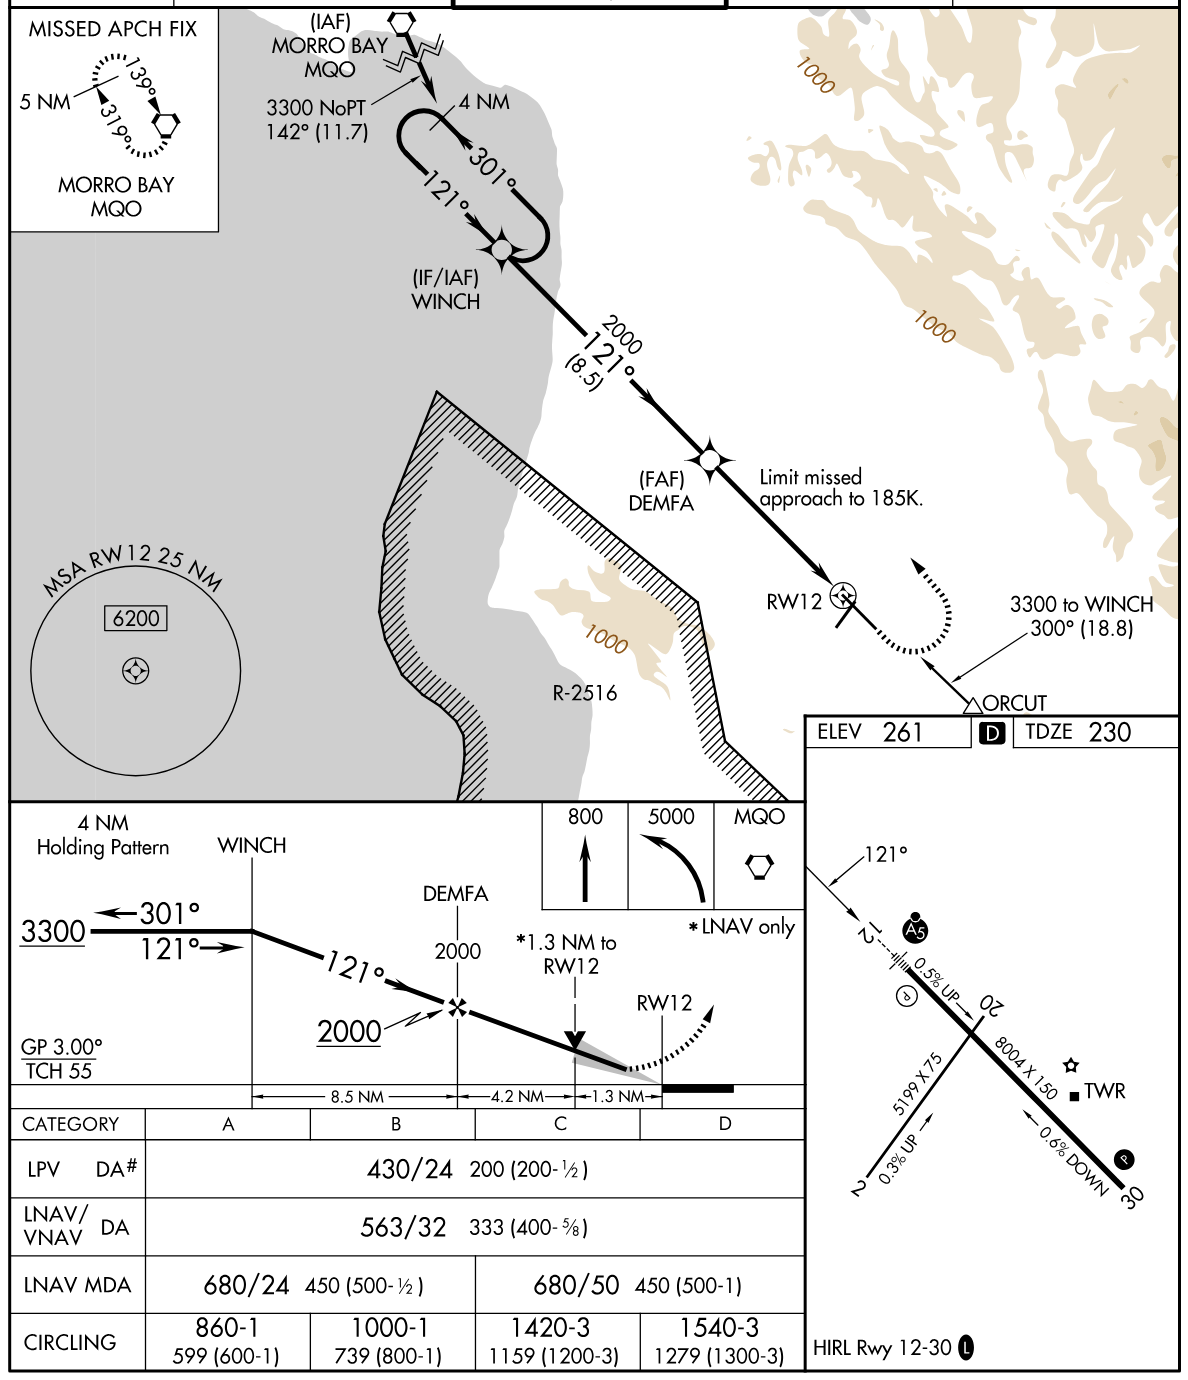 MISSED APCH FIX
139°
5 NM
319°
MORRO BAY
MQO
(IAF)
MORRO BAY
MQO
3300 NoPT
142° (11.7)
4 NM
301°
121°
(IF/IAF)
WINCH
2000
121°
(8.5)
1000
1000
(FAF)
DEMFA
Limit missed
approach to 185K.
MSA RW12 25 NM
6200
RW12
1000
3300 to WINCH
300° (18.8)
R-2516
ORCUT
ELEV 261
D
TDZE 230
4 NM
Holding Pattern
WINCH
800
5000
MQO
DEMFA
3300
301°
121°
*LNAV only
*1.3 NM to
RW12
2000
121°
RW12
2000
GP 3.00°
TCH 55
8.5 NM
4.2 NM
1.3 NM
121°
12
A5
P
0.5% UP
20
8004 X 150
5199 X 75
TWR
0.3% UP
2
0.6% DOWN
P
30
HIRL Rwy 12-30 L
CATEGORY A B C D
LPV DA# 430/24 200 (200-½)
LNAV/
VNAV DA 563/32 333 (400-⅝)
LNAV MDA 680/24 450 (500-½) 680/50 450 (500-1)
CIRCLING 860-1 1000-1 1420-3 1540-3
599 (600-1) 739 (800-1) 1159 (1200-3) 1279 (1300-3)